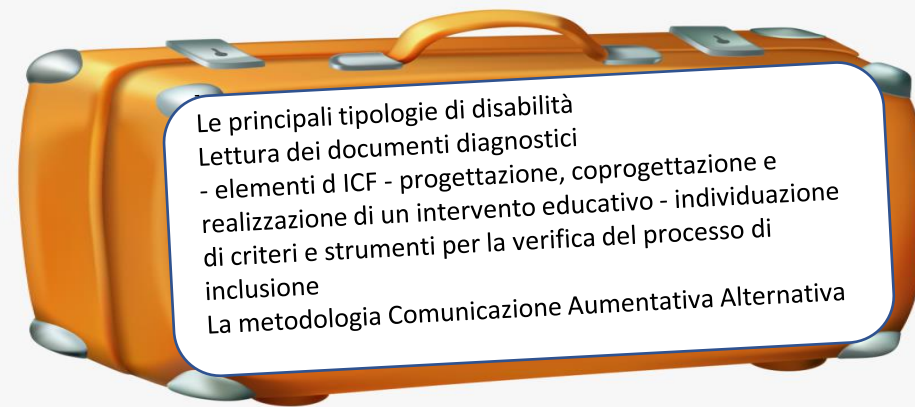 Le principali tipologie di disabilità
Lettura dei documenti diagnostici
- elementi d ICF - progettazione, coprogettazione e
realizzazione di un intervento educativo - individuazione
di criteri e strumenti per la verifica del processo di
inclusione
La metodologia Comunicazione Aumentativa Alternativa